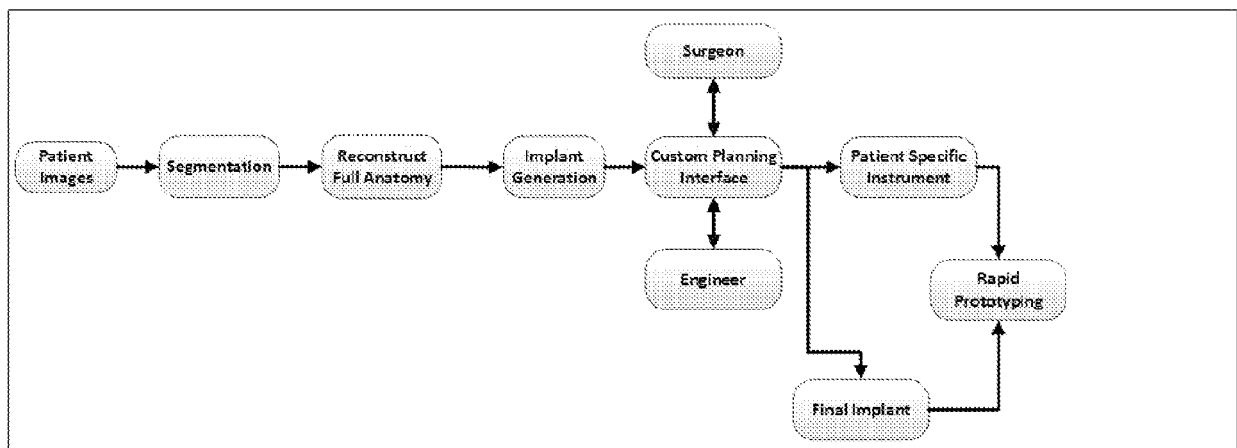 Surgeon
Patient
Images
Segmentation
Reconstruct
Full Anatomy
Implant
Generation
Custom Planning
Interface
Patient Specific
Instrument
Engineer
Rapid
Prototyping
Final Implant